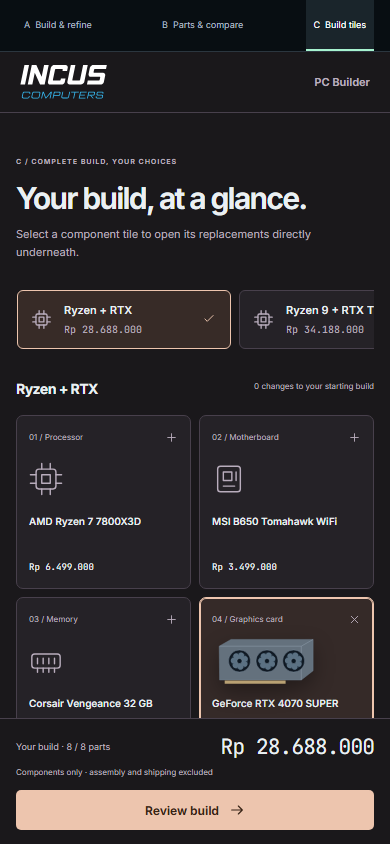 A Build & refine
B Parts & compare
C Build tiles
INCUS
COMPUTERS
PC Builder
C / COMPLETE BUILD, YOUR CHOICES
Your build, at a glance.
Select a component tile to open its replacements directly
underneath.
Ryzen + RTX
Rp 28.688.000
Ryzen 9 + RTX T
Rp 34.188.000
Ryzen + RTX
0 changes to your starting build
01 / Processor
AMD Ryzen 7 7800X3D
Rp 6.499.000
02 / Motherboard
MSI B650 Tomahawk WiFi
Rp 3.499.000
03 / Memory
Corsair Vengeance 32 GB
04 / Graphics card
GeForce RTX 4070 SUPER
Your build · 8 / 8 parts
Rp 28.688.000
Components only · assembly and shipping excluded
Review build